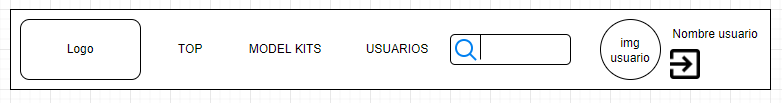 Logo
TOP
MODEL KITS
USUARIOS
img
usuario
Nombre usuario